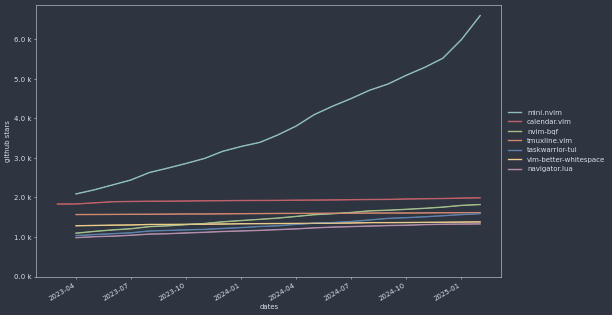 6.0 k
5.0 k
4.0 k
3.0 k
2.0 k
1.0 k
0.0 k
github stars
2023-04
2023-07
2023-10
2024-01
2024-04
2024-07
2024-10
2025-01
dates
mini.nvim
calendar.vim
nvim-bqf
tmuxline.vim
taskwarrior-tui
vim-better-whitespace
navigator.lua